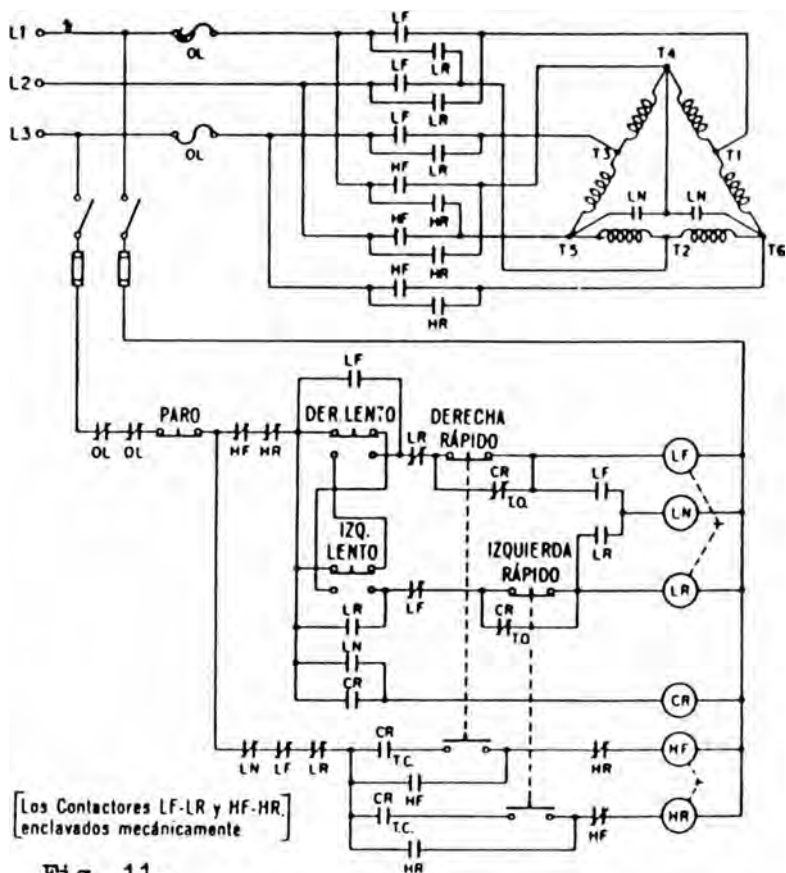 L1
LF
OL
LR
T4
L2
LF
LR
L3
LF
OL
LR
T3
T1
HF
HR
LN
LN
HF
HR
T5
T2
T6
HF
HR
LF
PARO
DER. LENTO
DERECHA RÁPIDO
OL
OL
HF
HR
LR
LF
CR
T.O.
LF
LN
IZQ. LENTO
LR
IZQUIERDA RÁPIDO
LF
LR
LR
CR
T.O.
LN
CR
CR
LN
LF
LR
CR
T.C.
HR
HF
HF
CR
T.C.
HF
HR
HR
[Los Contactores LF-LR y HF-HR,
enclavados mecánicamente]
Fig. 11